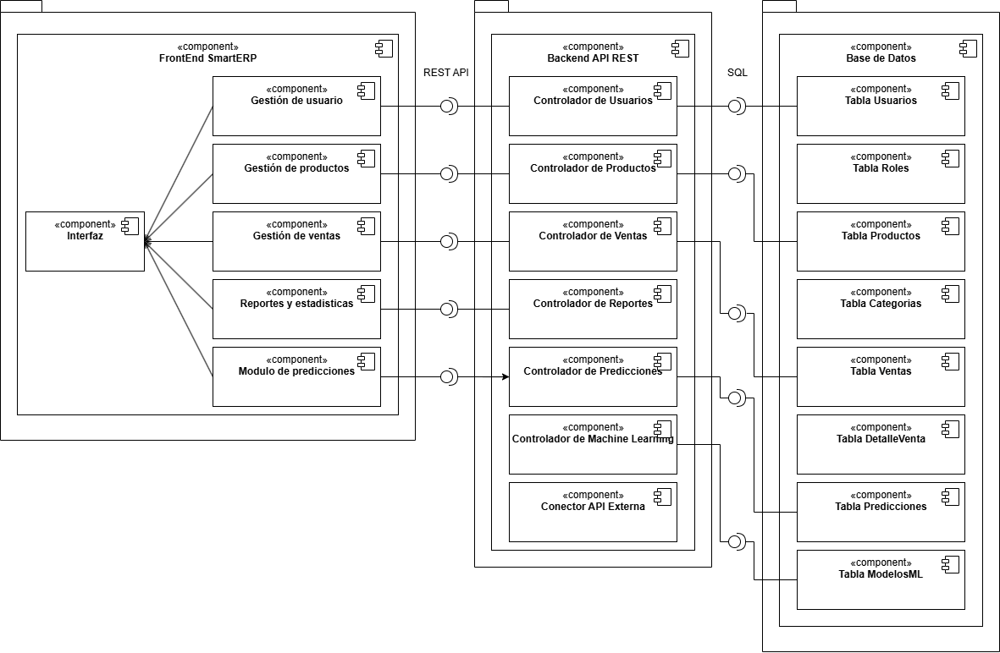 «component»
FrontEnd SmartERP
«component»
Gestión de usuario
«component»
Gestión de productos
«component»
Interfaz
«component»
Gestión de ventas
«component»
Reportes y estadisticas
«component»
Modulo de predicciones
REST API
«component»
Backend API REST
«component»
Controlador de Usuarios
«component»
Controlador de Productos
«component»
Controlador de Ventas
«component»
Controlador de Reportes
«component»
Controlador de Predicciones
«component»
Controlador de Machine Learning
«component»
Conector API Externa
SQL
«component»
Base de Datos
«component»
Tabla Usuarios
«component»
Tabla Roles
«component»
Tabla Productos
«component»
Tabla Categorias
«component»
Tabla Ventas
«component»
Tabla DetalleVenta
«component»
Tabla Predicciones
«component»
Tabla ModelosML